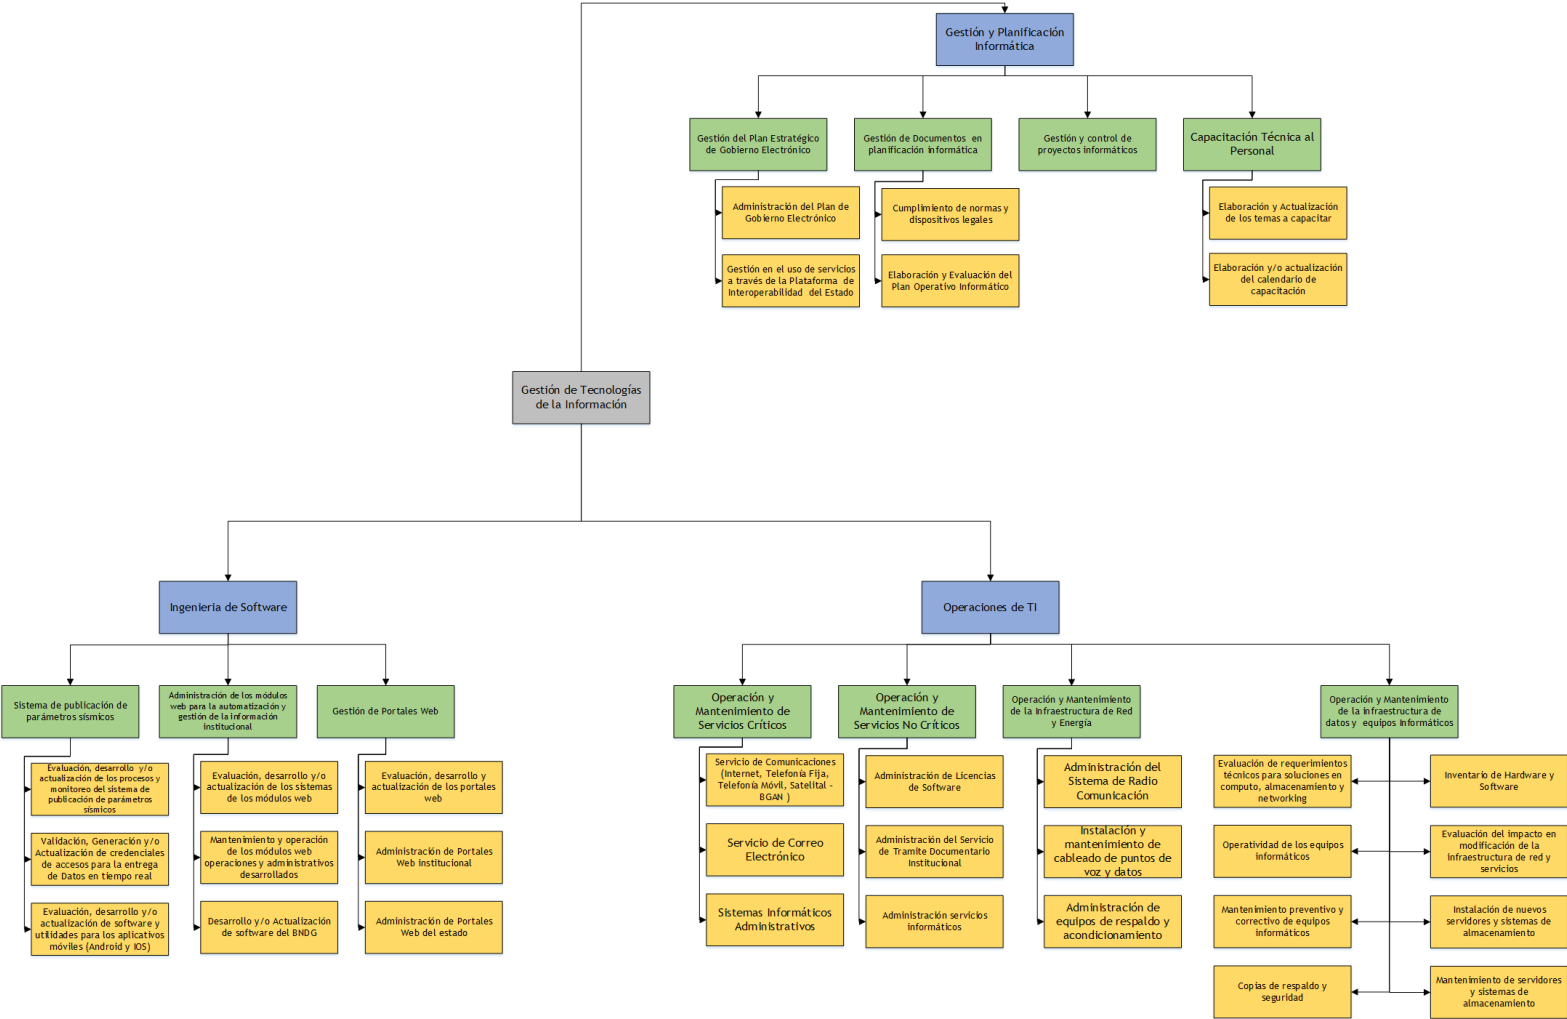 Gestión y Planificación
Informática
Gestión del Plan Estratégico
de Gobierno Electrónico
Gestión de Documentos en
planificación informática
Gestión y control de
proyectos informáticos
Capacitación Técnica al
Personal
Administración del Plan de
Gobierno Electrónico
Cumplimiento de normas y
dispositivos legales
Elaboración y Actualización
de los temas a capacitar
Gestión en el uso de servicios
a través de la Plataforma de
Interoperabilidad del Estado
Elaboración y Evaluación del
Plan Operativo Informático
Elaboración y/o actualización
del calendario de
capacitación
Gestión de Tecnologías
de la Información
Ingenieria de Software
Operaciones de TI
Sistema de publicación de
parámetros sísmicos
Administración de los módulos
web para la automatización y
gestión de la información
institucional
Gestión de Portales Web
Operación y
Mantenimiento de
Servicios Críticos
Operación y
Mantenimiento de
Servicios No Críticos
Operación y Mantenimiento
de la Infraestructura de Red
y Energía
Operación y Mantenimiento
de la Infraestructura de
datos y equipos Informáticos
Evaluación, desarrollo y/o
actualización de los procesos y
monitoreo del sistema de
publicación de parámetros
sísmicos
Evaluación, desarrollo y/o
actualización de los sistemas
de los módulos web
Evaluación, desarrollo y
actualización de los portales
web
Servicio de Comunicaciones
(Internet, Telefonía Fija,
Telefonía Móvil, Satelital -
BGAN )
Administración de Licencias
de Software
Administración del
Sistema de Radio
Comunicación
Evaluación de requerimientos
técnicos para soluciones en
computo, almacenamiento y
networking
Inventario de Hardware y
Software
Validación, Generación y/o
Actualización de credenciales
de accesos para la entrega
de Datos en tiempo real
Mantenimiento y operación
de los módulos web
operaciones y administrativos
desarrollados
Administración de Portales
Web institucional
Servicio de Correo
Electrónico
Administración del Servicio
de Tramite Documentario
Institucional
Instalación y
mantenimiento de
cableado de puntos de
voz y datos
Operatividad de los equipos
informáticos
Evaluación del impacto en
modificación de la
infraestructura de red y
servicios
Evaluación, desarrollo y/o
actualización de software y
utilidades para los aplicativos
móviles (Android y IOS)
Desarrollo y/o Actualización
de software del BNDG
Administración de Portales
Web del estado
Sistemas Informáticos
Administrativos
Administración servicios
informáticos
Administración de
equipos de respaldo y
acondicionamiento
Mantenimiento preventivo y
correctivo de equipos
informáticos
Instalación de nuevos
servidores y sistemas de
almacenamiento
Copias de respaldo y
seguridad
Mantenimiento de servidores
y sistemas de
almacenamiento